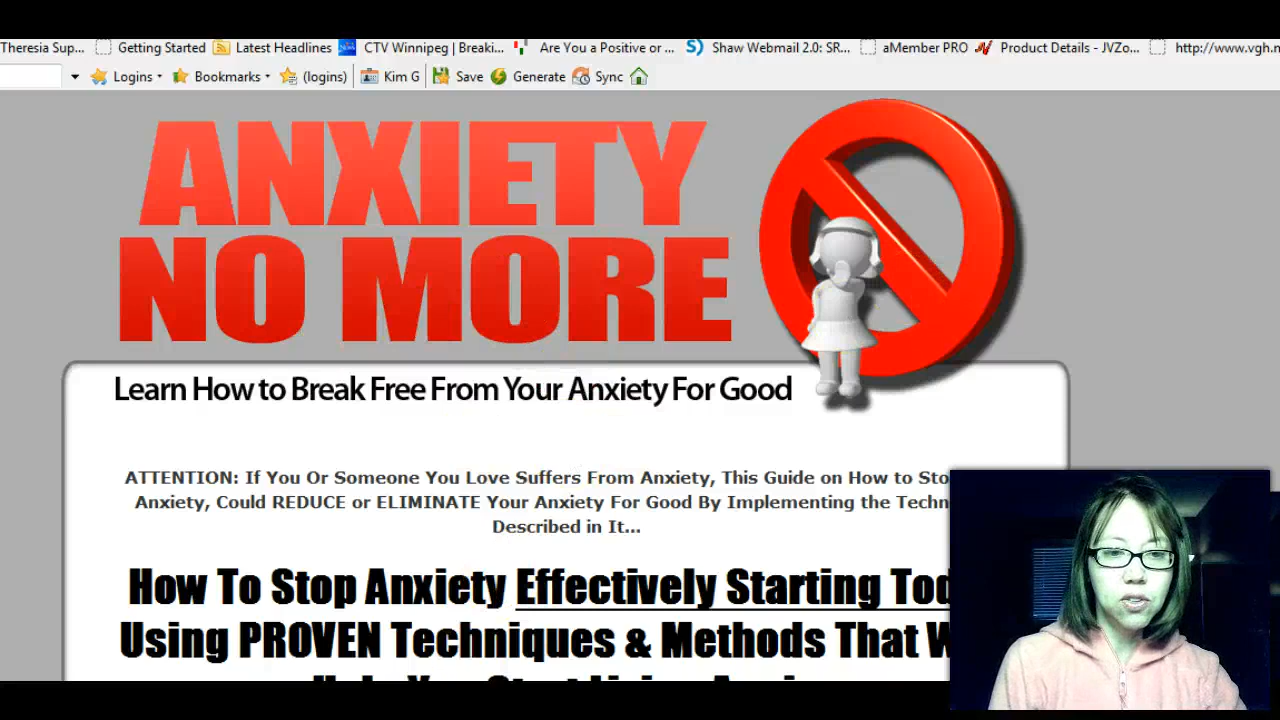 Theresia Sup... Getting Started Latest Headlines CTV Winnipeg | Breaki... Are You a Positive or ... Shaw Webmail 2.0: SR... aMember PRO Product Details - JVZo... http://www.vgh.
Logins Bookmarks (logins) Kim G Save Generate Sync
ANXIETY
NO MORE
Learn How to Break Free From Your Anxiety For Good
ATTENTION: If You Or Someone You Love Suffers From Anxiety, This Guide on How to Sto
Anxiety, Could REDUCE or ELIMINATE Your Anxiety For Good By Implementing the Techn
Described in It...
How To Stop Anxiety Effectively Starting Tod
Using PROVEN Techniques & Methods That W